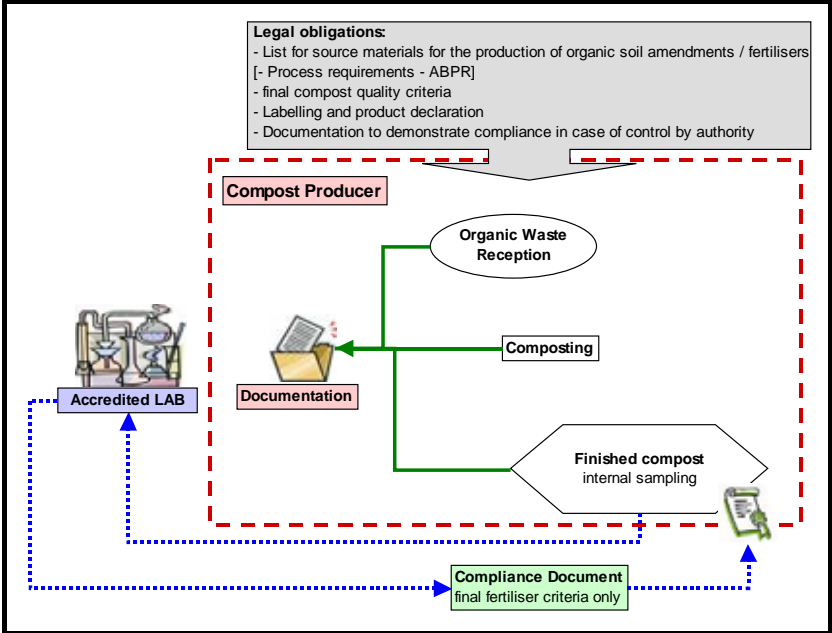 Legal obligations:
- List for source materials for the production of organic soil amendments / fertilisers
[- Process requirements - ABPR]
- final compost quality criteria
- Labelling and product declaration
- Documentation to demonstrate compliance in case of control by authority
Compost Producer
Organic Waste
Reception
Composting
Documentation
Accredited LAB
Finished compost
internal sampling
Compliance Document
final fertiliser criteria only